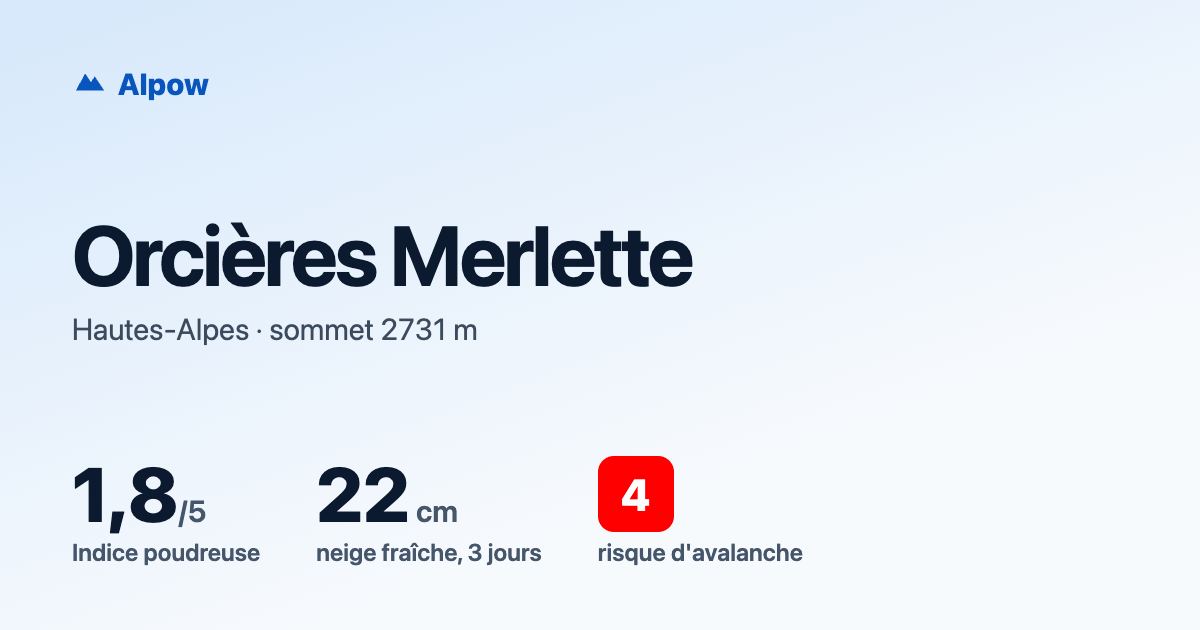 Alpow
Orcières Merlette
Hautes-Alpes · sommet 2731 m
1,8/5
Indice poudreuse
22 cm
neige fraîche, 3 jours
4
risque d'avalanche